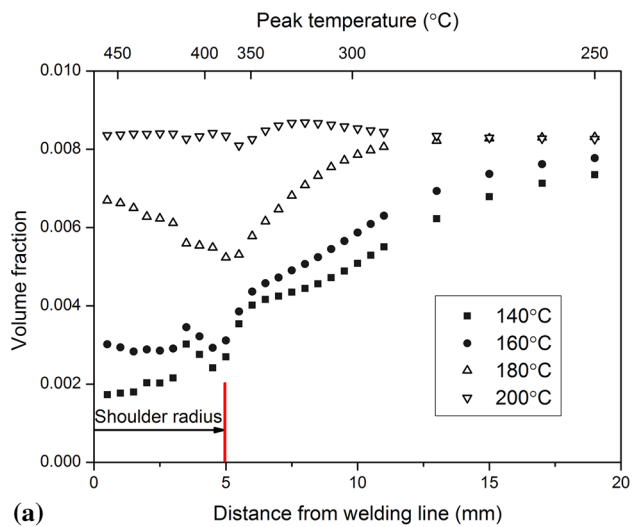 Peak temperature (°C)
450 400 350 300 250
0.010
0.008
0.006
0.004
0.002
0.000
Volume fraction
140°C
160°C
180°C
200°C
Shoulder radius
0 5 10 15 20
(a) Distance from welding line (mm)